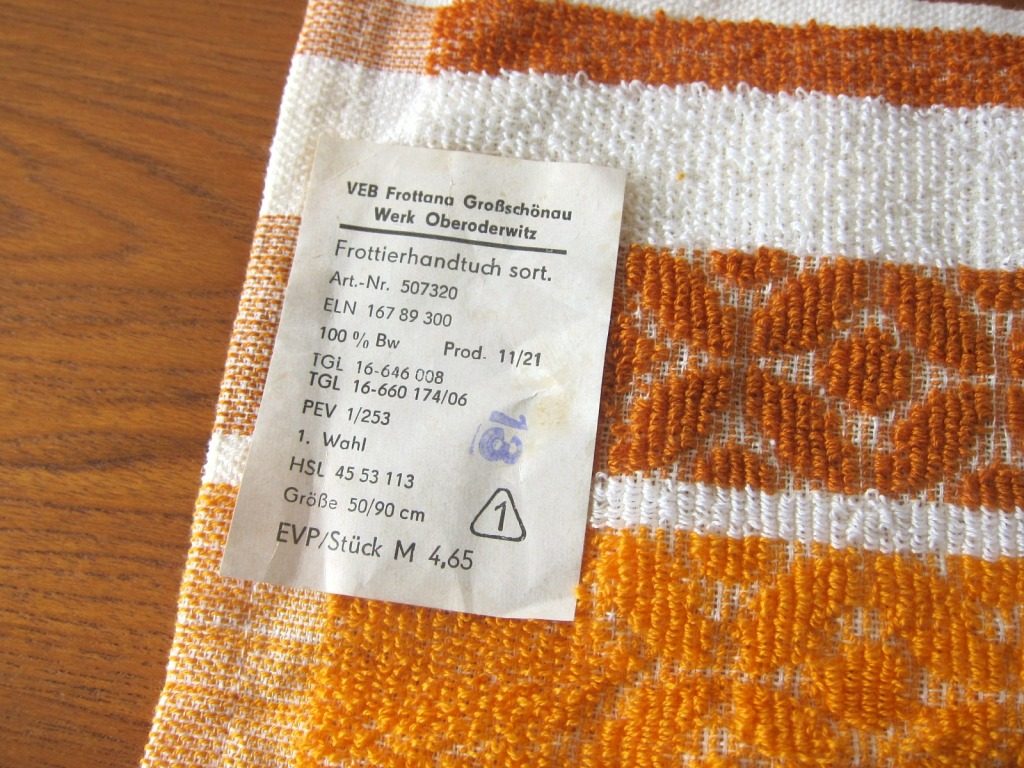 VEB Frottana Großschönau
Werk Oberoderwitz
Frottierhandtuch sort.
Art.-Nr. 507320
ELN 167 89 300
100 % Bw Prod. 11/21
TGL 16-646 008
TGL 16-660 174/06
PEV 1/253
13
1. Wahl
HSL 45 53 113
Größe 50/90 cm
1
EVP/Stück M 4,65